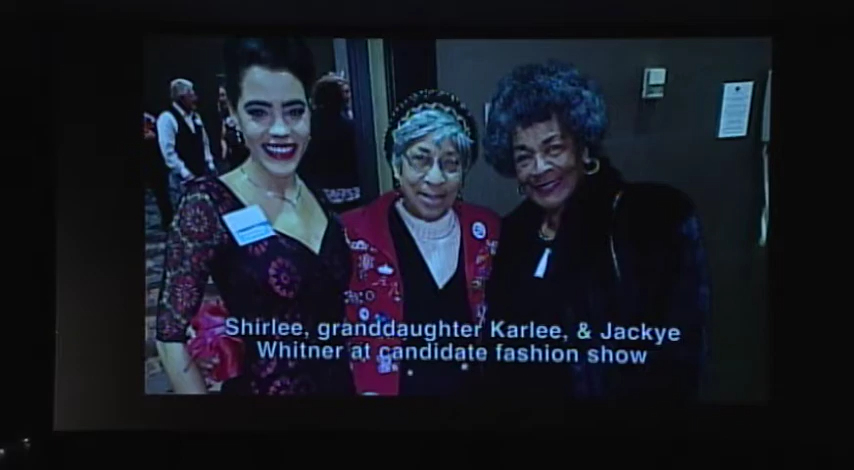 Shirlee, granddaughter Karlee, & Jackye
Whitner at candidate fashion show